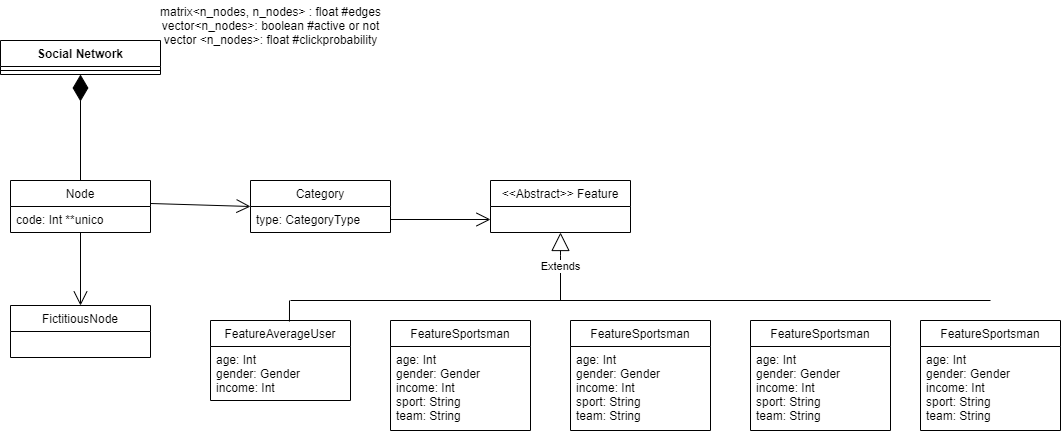 matrix<n_nodes, n_nodes> : float #edges
vector<n_nodes>: boolean #active or not
vector <n_nodes>: float #clickprobability
Social Network
Node
code: Int **unico
Category
type: CategoryType
<<Abstract>> Feature
Extends
FictitiousNode
FeatureAverageUser
age: Int
gender: Gender
income: Int
FeatureSportsman
age: Int
gender: Gender
income: Int
sport: String
team: String
FeatureSportsman
age: Int
gender: Gender
income: Int
sport: String
team: String
FeatureSportsman
age: Int
gender: Gender
income: Int
sport: String
team: String
FeatureSportsman
age: Int
gender: Gender
income: Int
sport: String
team: String